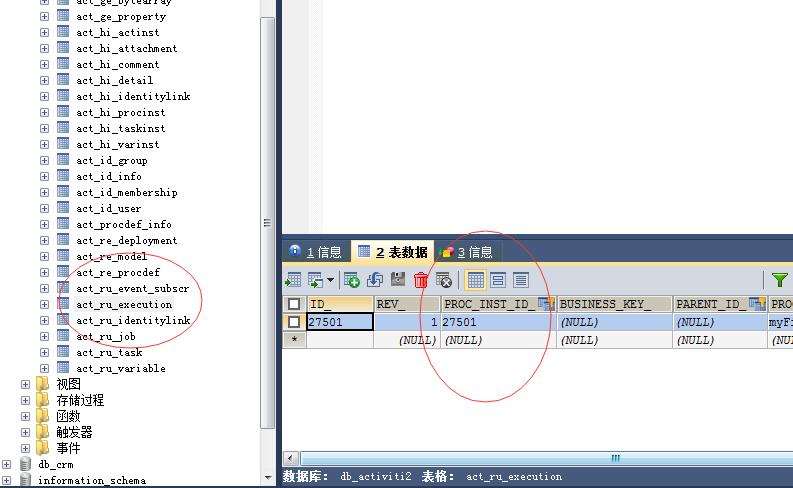 act_ge_bytearray
act_ge_property
act_hi_actinst
act_hi_attachment
act_hi_comment
act_hi_detail
act_hi_identitylink
act_hi_procinst
act_hi_taskinst
act_hi_varinst
act_id_group
act_id_info
act_id_membership
act_id_user
act_procdef_info
act_re_deployment
act_re_model
act_re_procdef
act_ru_event_subscr
act_ru_execution
act_ru_identitylink
act_ru_job
act_ru_task
act_ru_variable
视图
存储过程
函数
触发器
事件
db_crm
information_schema
1 信息 2 表数据 3 信息
ID_ REV_ PROC_INST_ID_ BUSINESS_KEY_ PARENT_ID_ PROC
27501 1 27501 (NULL) (NULL) myFi
* (NULL) (NULL) (NULL) (NULL)
数据库: db_activiti2 表格: act_ru_execution